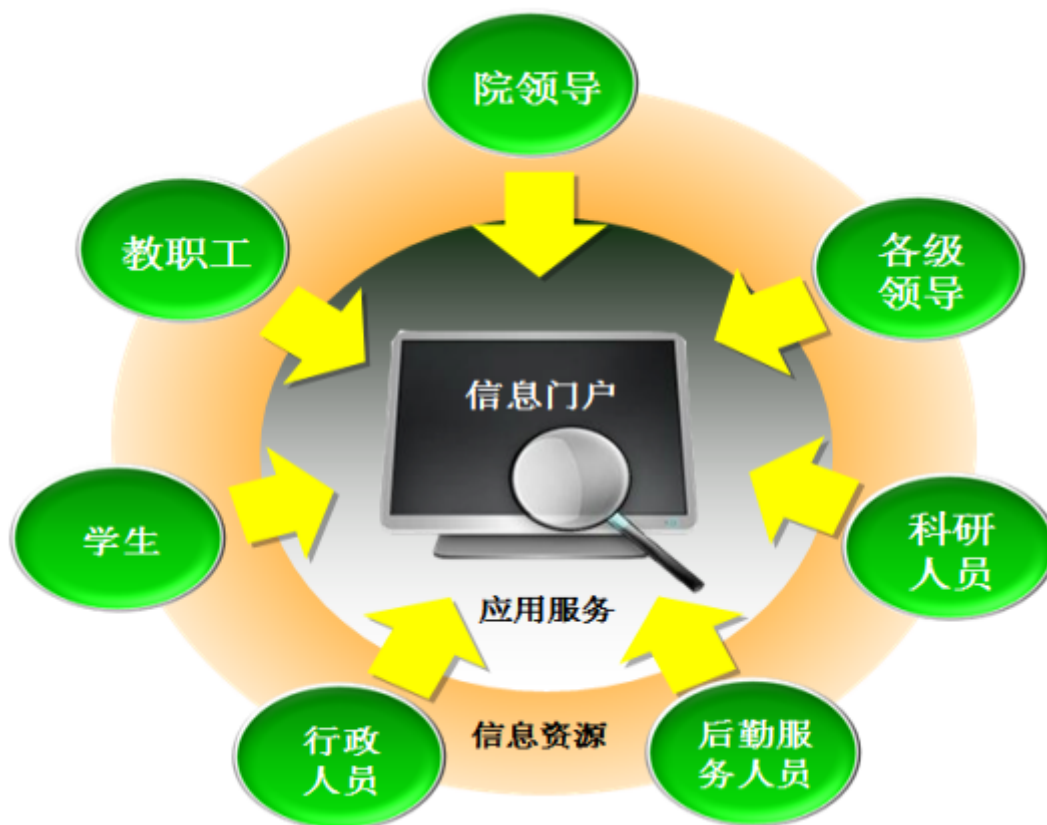 院领导
教职工
各级
领导
信息门户
学生
科研
人员
应用服务
行政
人员
信息资源
后勤服
务人员